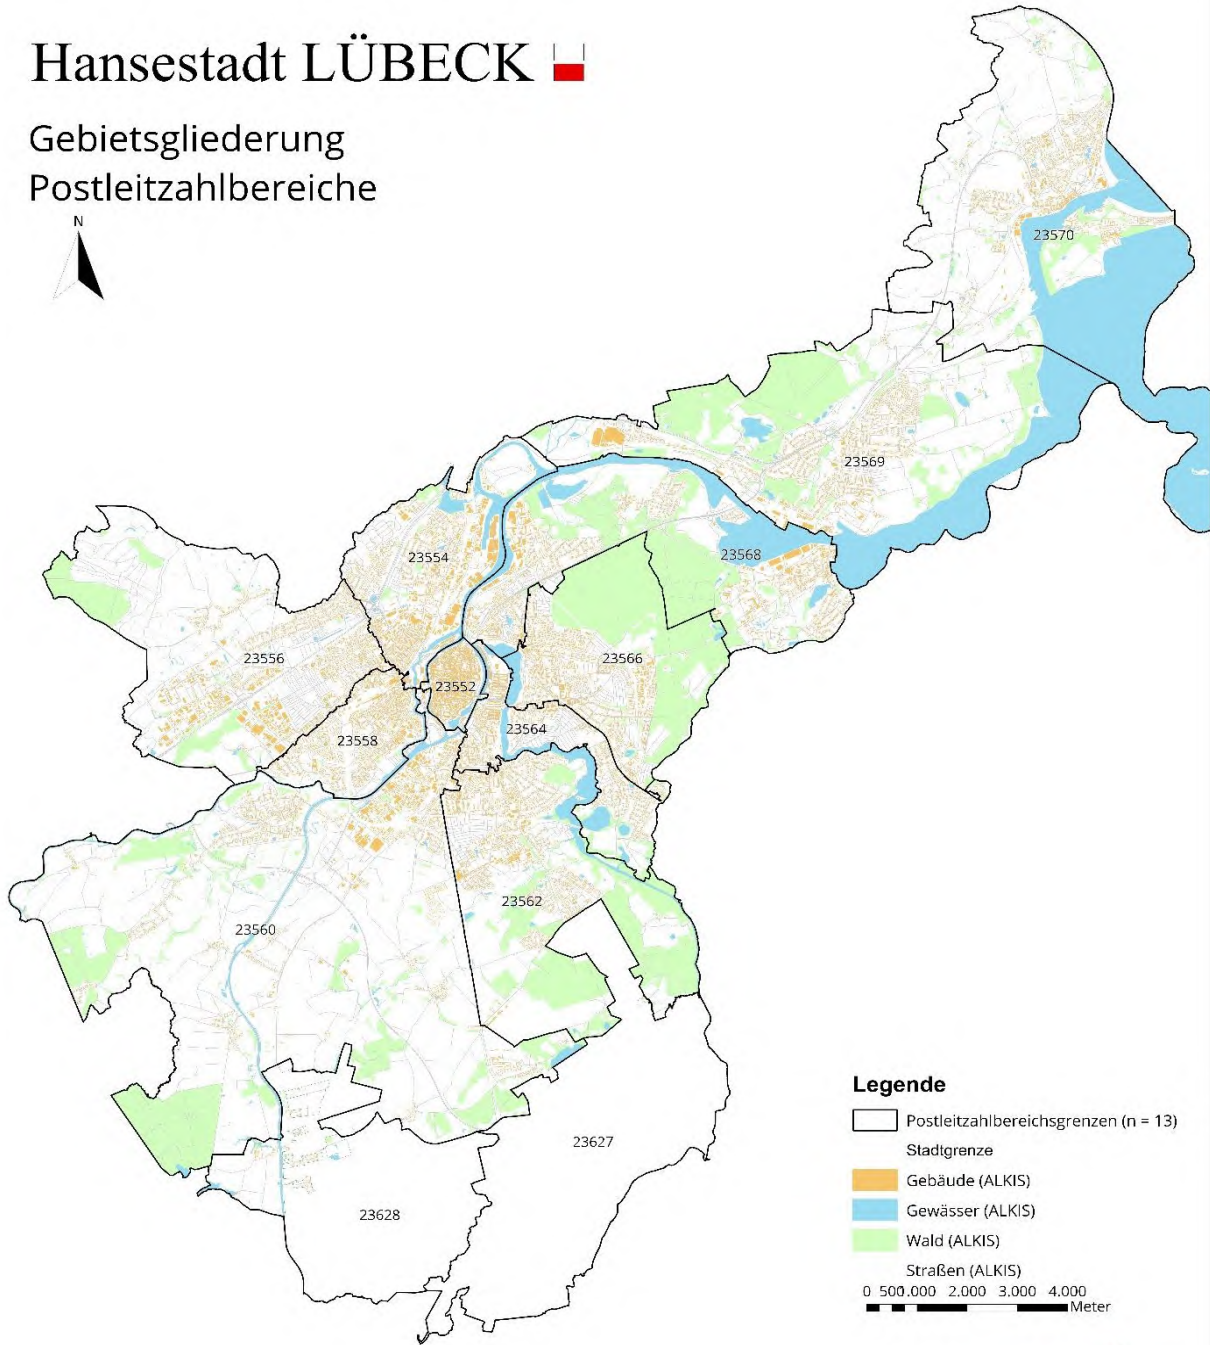 Hansestadt LÜBECK
Gebietsgliederung
Postleitzahlbereiche
N
23570
23569
23568
23554
23556
23566
23552
23564
23558
23562
23560
23627
23628
Legende
Postleitzahlbereichsgrenzen (n = 13)
Stadtgrenze
Gebäude (ALKIS)
Gewässer (ALKIS)
Wald (ALKIS)
Straßen (ALKIS)
0 500 1.000 2.000 3.000 4.000
Meter